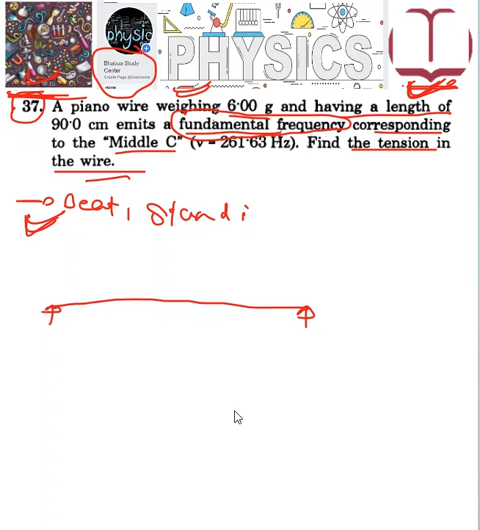 physic
Bhabua Study
Center
Home
PHYSICS
37. A piano wire weighing 6·00 g and having a length of
90·0 cm emits a fundamental frequency corresponding
to the "Middle C" (ν = 261·63 Hz). Find the tension in
the wire.
→ Beat, Standi